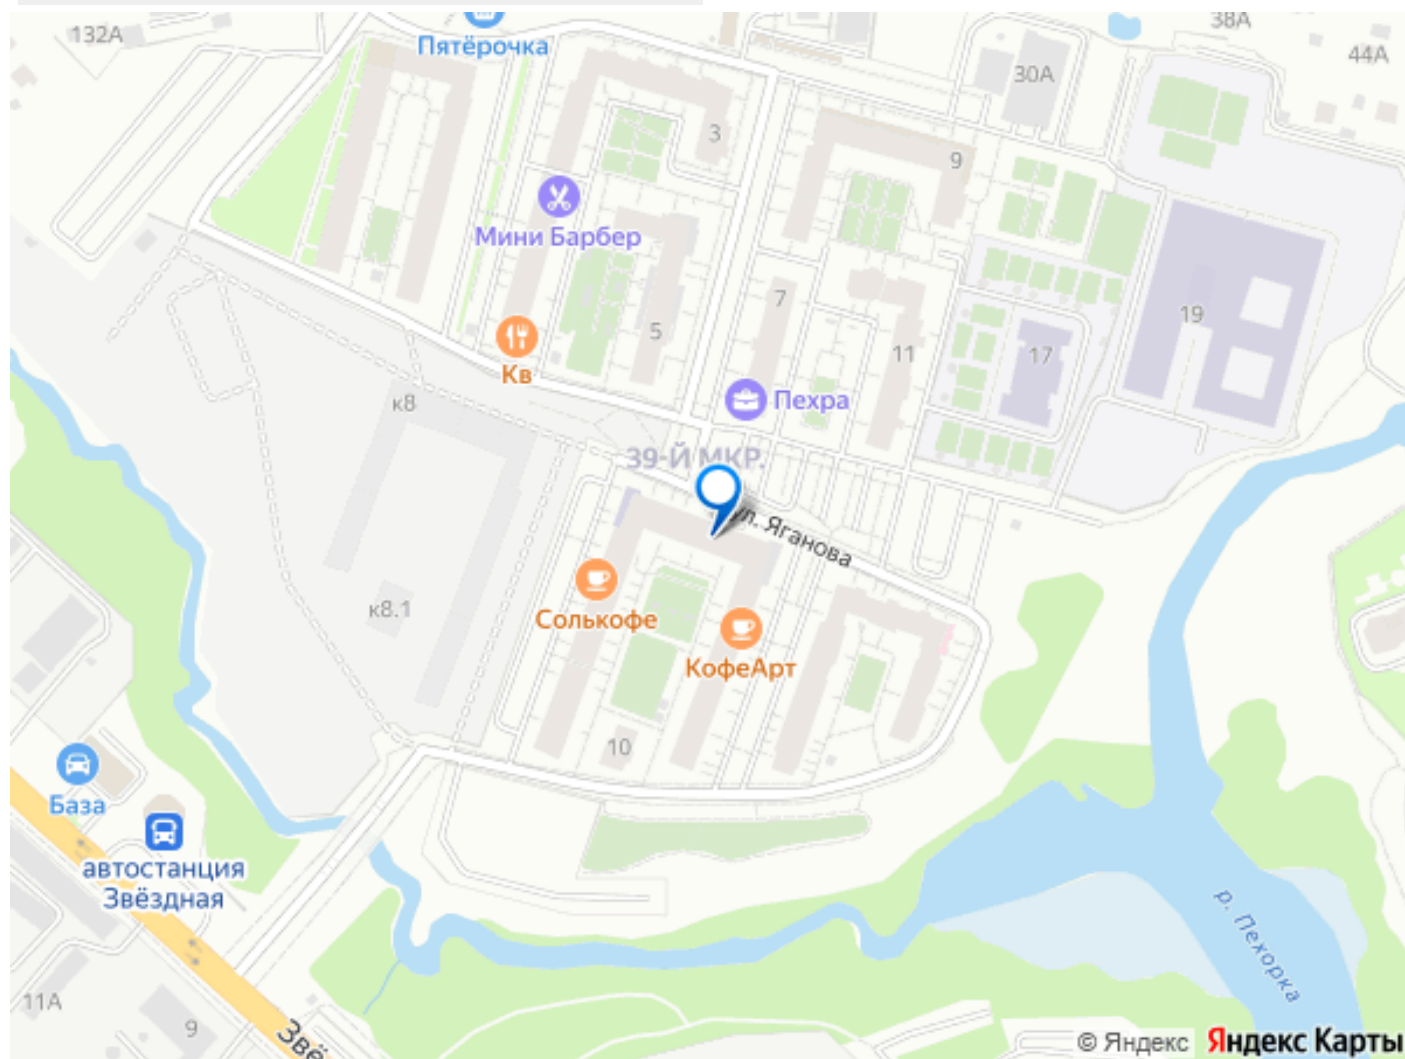 38А
132А
Пятёрочка
44А
30А
3
9
Мини Барбер
7
19
5
11
17
Кв
к8
Пехра
39-Й МКР.
ул. Яганова
к8.1
Солькофе
КофеАрт
10
База
автостанция
Звёздная
р. Пехорка
11А
9
Звё
© Яндекс Яндекс Карты